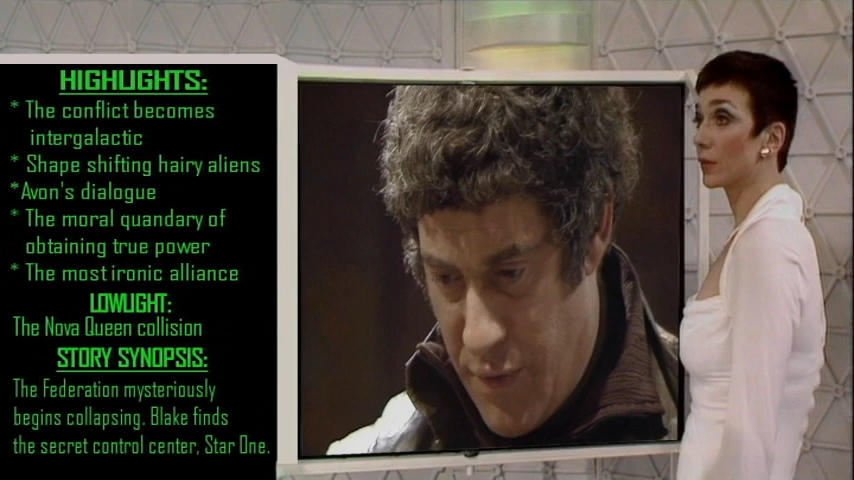 HIGHLIGHTS:
* The conflict becomes
intergalactic
* Shape shifting hairy aliens
*Avon's dialogue
* The moral quandary of
obtaining true power
* The most ironic alliance
LOWLIGHT:
The Nova Queen collision
STORY SYNOPSIS:
The Federation mysteriously
begins collapsing. Blake finds
the secret control center, Star One.